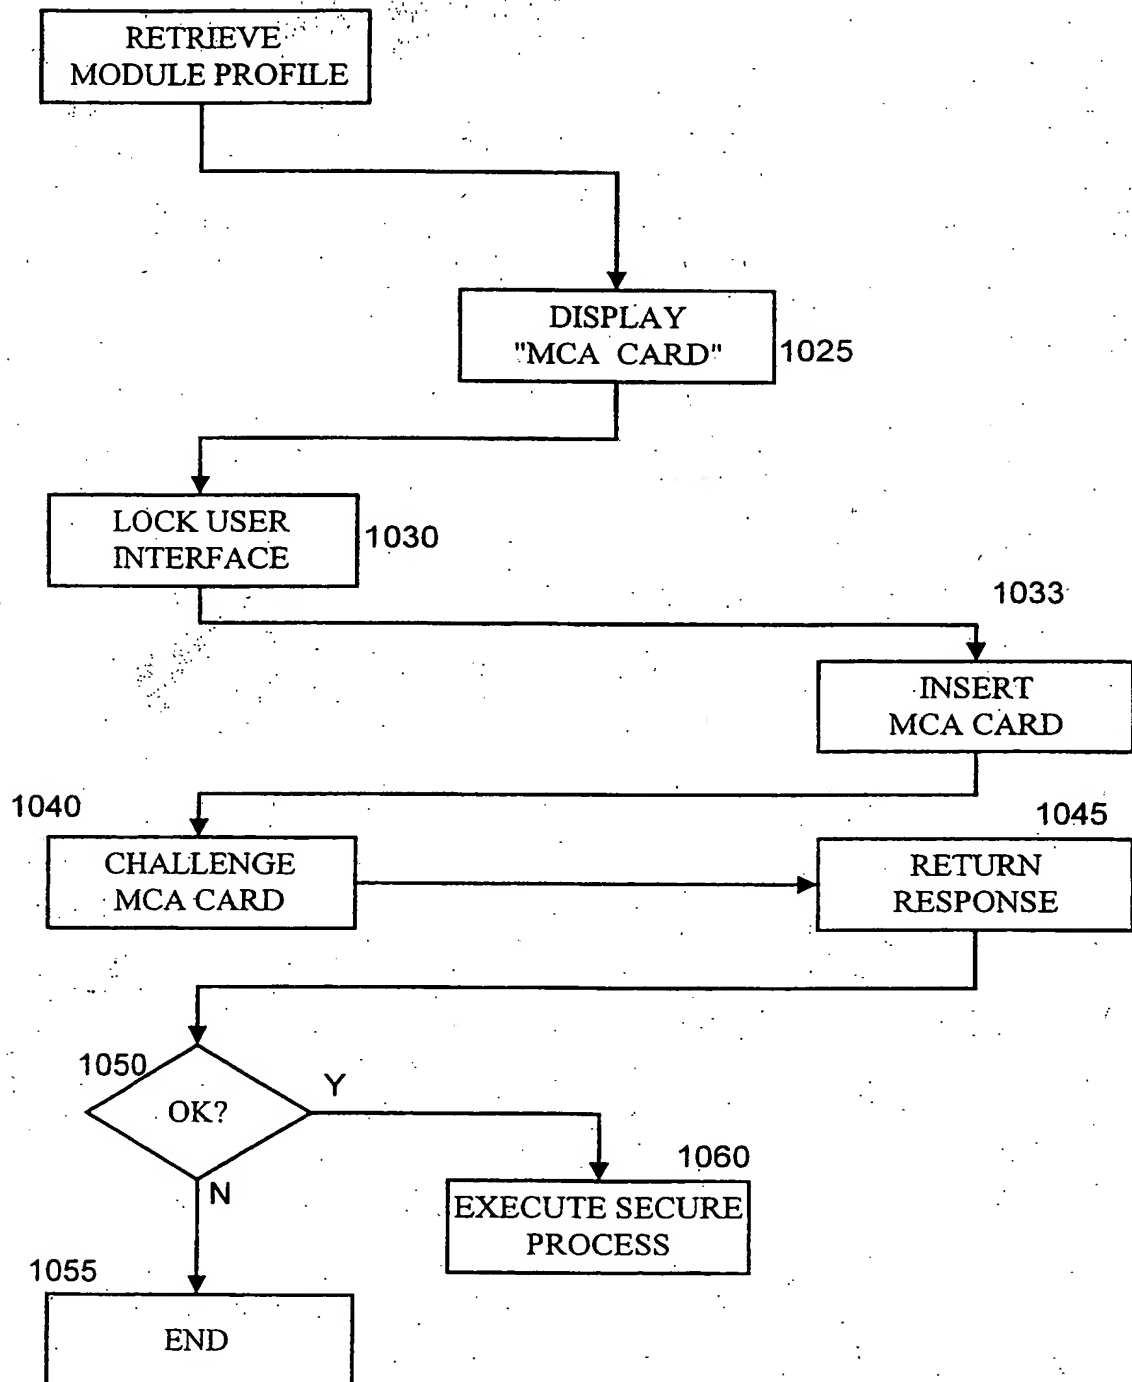 RETRIEVE
MODULE PROFILE
DISPLAY
"MCA CARD"
1025
LOCK USER
INTERFACE
1030
1033
INSERT
MCA CARD
1040
CHALLENGE
MCA CARD
1045
RETURN
RESPONSE
1050
OK?
Y
N
1060
EXECUTE SECURE
PROCESS
1055
END